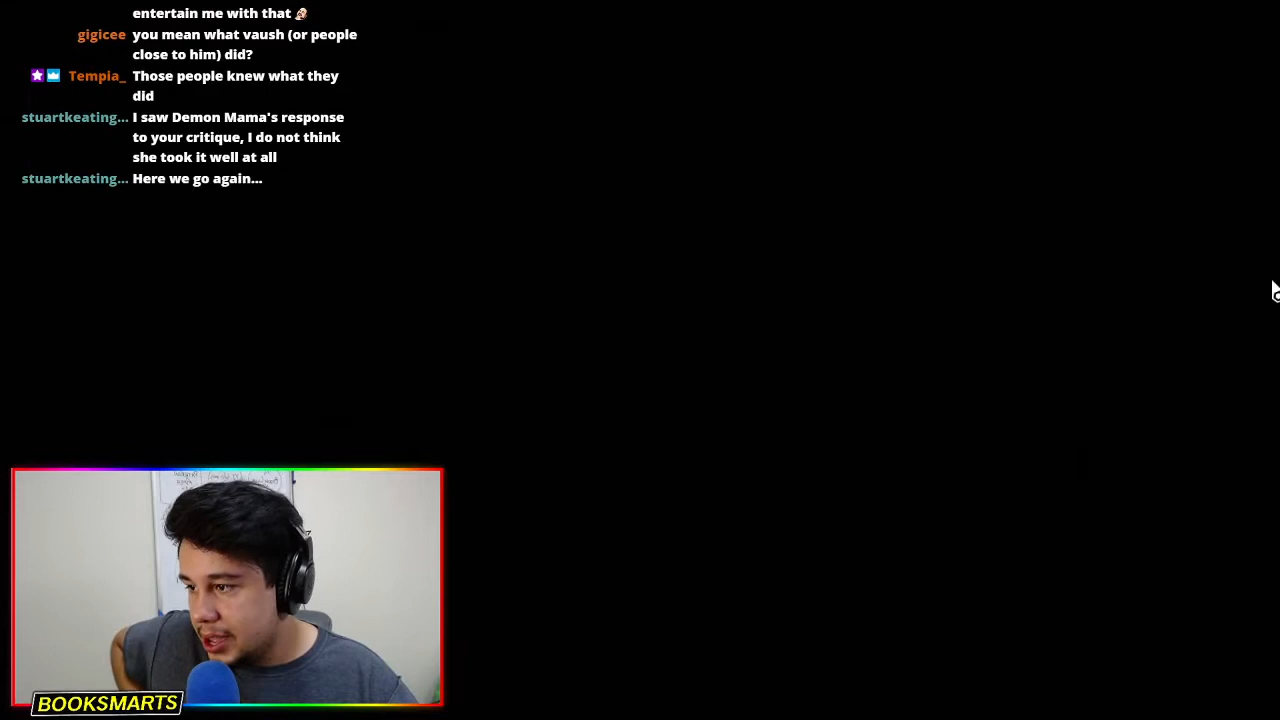 entertain me with that
gigicee you mean what vaush (or people
close to him) did?
Tempia_ Those people knew what they
did
stuartkeating... I saw Demon Mama's response
to your critique, I do not think
she took it well at all
stuartkeating... Here we go again...
BOOKSMARTS